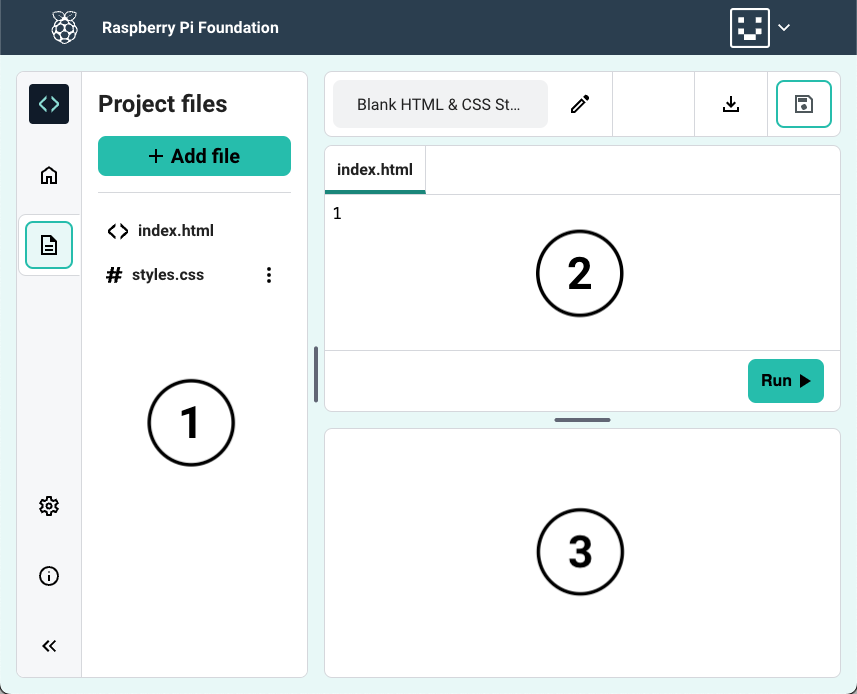 Raspberry Pi Foundation
Project files
+ Add file
<> index.html
# styles.css
1
Blank HTML & CSS St...
index.html
1
2
Run
3